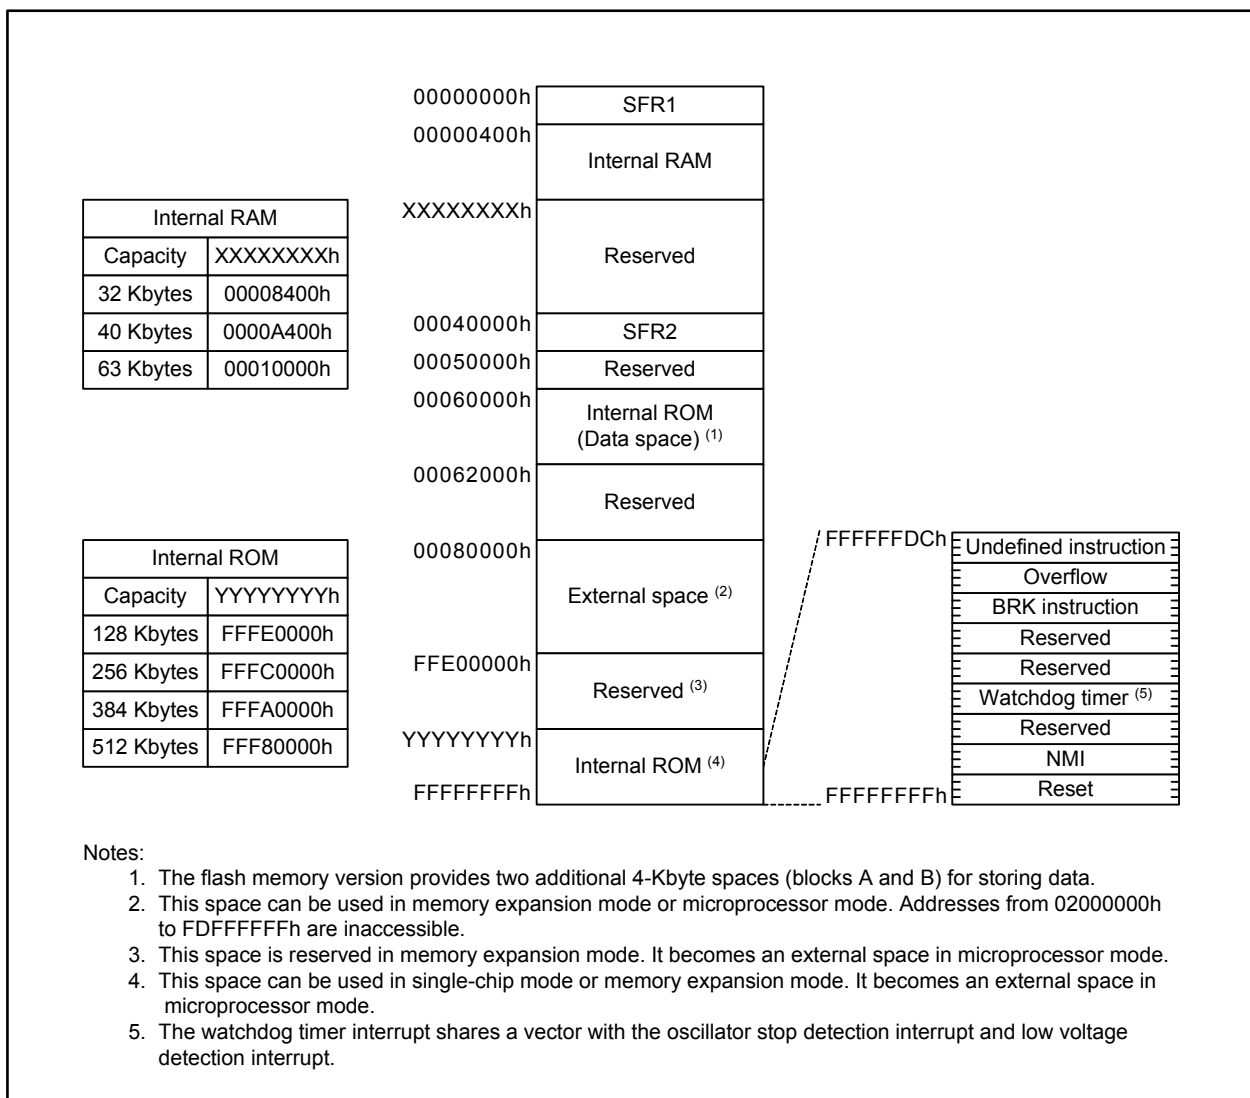 00000000h
SFR1
00000400h
Internal RAM
XXXXXXXXh
Reserved
00040000h
SFR2
00050000h
Reserved
00060000h
Internal ROM
(Data space) (1)
00062000h
Reserved
00080000h
External space (2)
FFE00000h
Reserved (3)
YYYYYYYYh
Internal ROM (4)
FFFFFFFFh
Internal RAM
Capacity XXXXXXXXh
32 Kbytes 00008400h
40 Kbytes 0000A400h
63 Kbytes 00010000h
Internal ROM
Capacity YYYYYYYYh
128 Kbytes FFFE0000h
256 Kbytes FFFC0000h
384 Kbytes FFFA0000h
512 Kbytes FFF80000h
FFFFFFDCh
Undefined instruction
Overflow
BRK instruction
Reserved
Reserved
Watchdog timer (5)
Reserved
NMI
Reset
FFFFFFFFh
Notes:
1. The flash memory version provides two additional 4-Kbyte spaces (blocks A and B) for storing data.
2. This space can be used in memory expansion mode or microprocessor mode. Addresses from 02000000h
to FDFFFFFFh are inaccessible.
3. This space is reserved in memory expansion mode. It becomes an external space in microprocessor mode.
4. This space can be used in single-chip mode or memory expansion mode. It becomes an external space in
microprocessor mode.
5. The watchdog timer interrupt shares a vector with the oscillator stop detection interrupt and low voltage
detection interrupt.